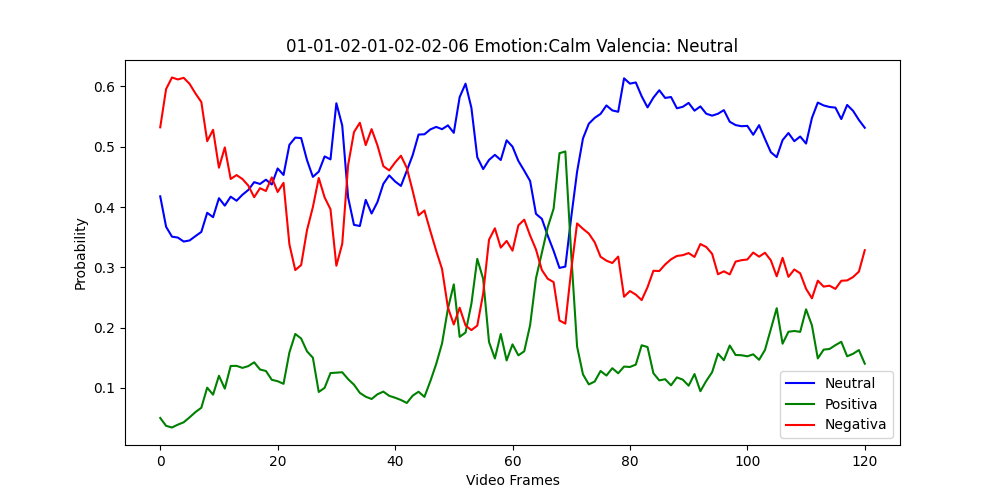 01-01-02-01-02-02-06 Emotion:Calm Valencia: Neutral
Probability
0.6
0.5
0.4
0.3
0.2
0.1
0 20 40 60 80 100 120
Video Frames
Neutral
Positiva
Negativa